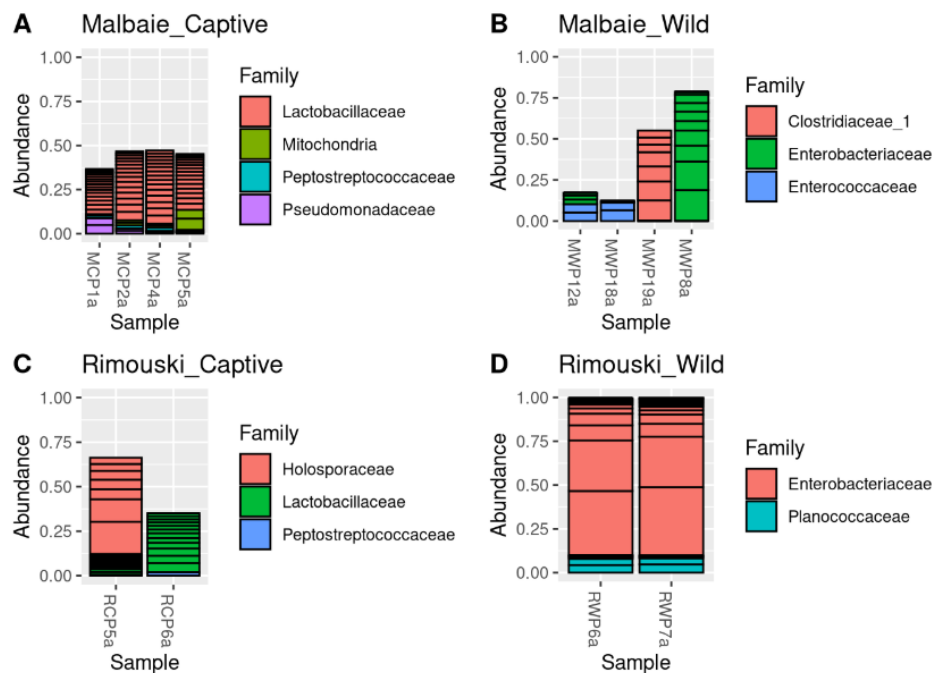 A Malbaie_Captive
Abundance
1.00
0.75
0.50
0.25
0.00
MCP1a
MCP2a
MCP4a
MCP5a
Sample
Family
Lactobacillaceae
Mitochondria
Peptostreptococcaceae
Pseudomonadaceae
B Malbaie_Wild
Abundance
1.00
0.75
0.50
0.25
0.00
MWP12a
MWP18a
MWP19a
MWP8a
Sample
Family
Clostridiaceae_1
Enterobacteriaceae
Enterococcaceae
C Rimouski_Captive
Abundance
1.00
0.75
0.50
0.25
0.00
RCP5a
RCP6a
Sample
Family
Holosporaceae
Lactobacillaceae
Peptostreptococcaceae
D Rimouski_Wild
Abundance
1.00
0.75
0.50
0.25
0.00
RWP6a
RWP7a
Sample
Family
Enterobacteriaceae
Planococcaceae